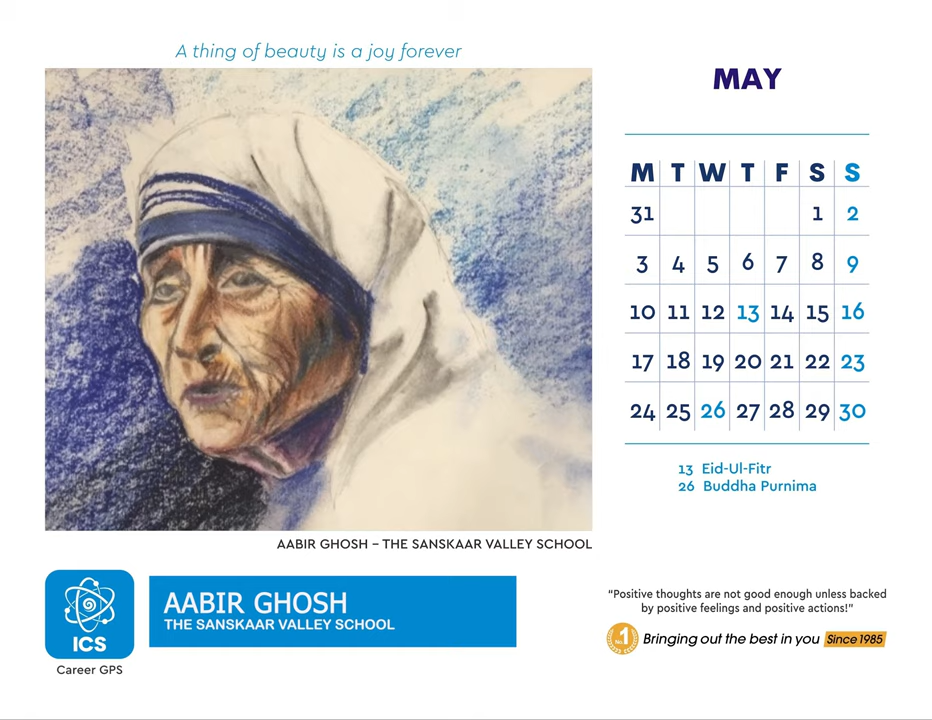 A thing of beauty is a joy forever
MAY
M T W T F S S
31 1 2
3 4 5 6 7 8 9
10 11 12 13 14 15 16
17 18 19 20 21 22 23
24 25 26 27 28 29 30
13 Eid-Ul-Fitr
26 Buddha Purnima
AABIR GHOSH – THE SANSKAAR VALLEY SCHOOL
ICS
Career GPS
AABIR GHOSH
THE SANSKAAR VALLEY SCHOOL
“Positive thoughts are not good enough unless backed
by positive feelings and positive actions!”
No.1 Bringing out the best in you Since 1985